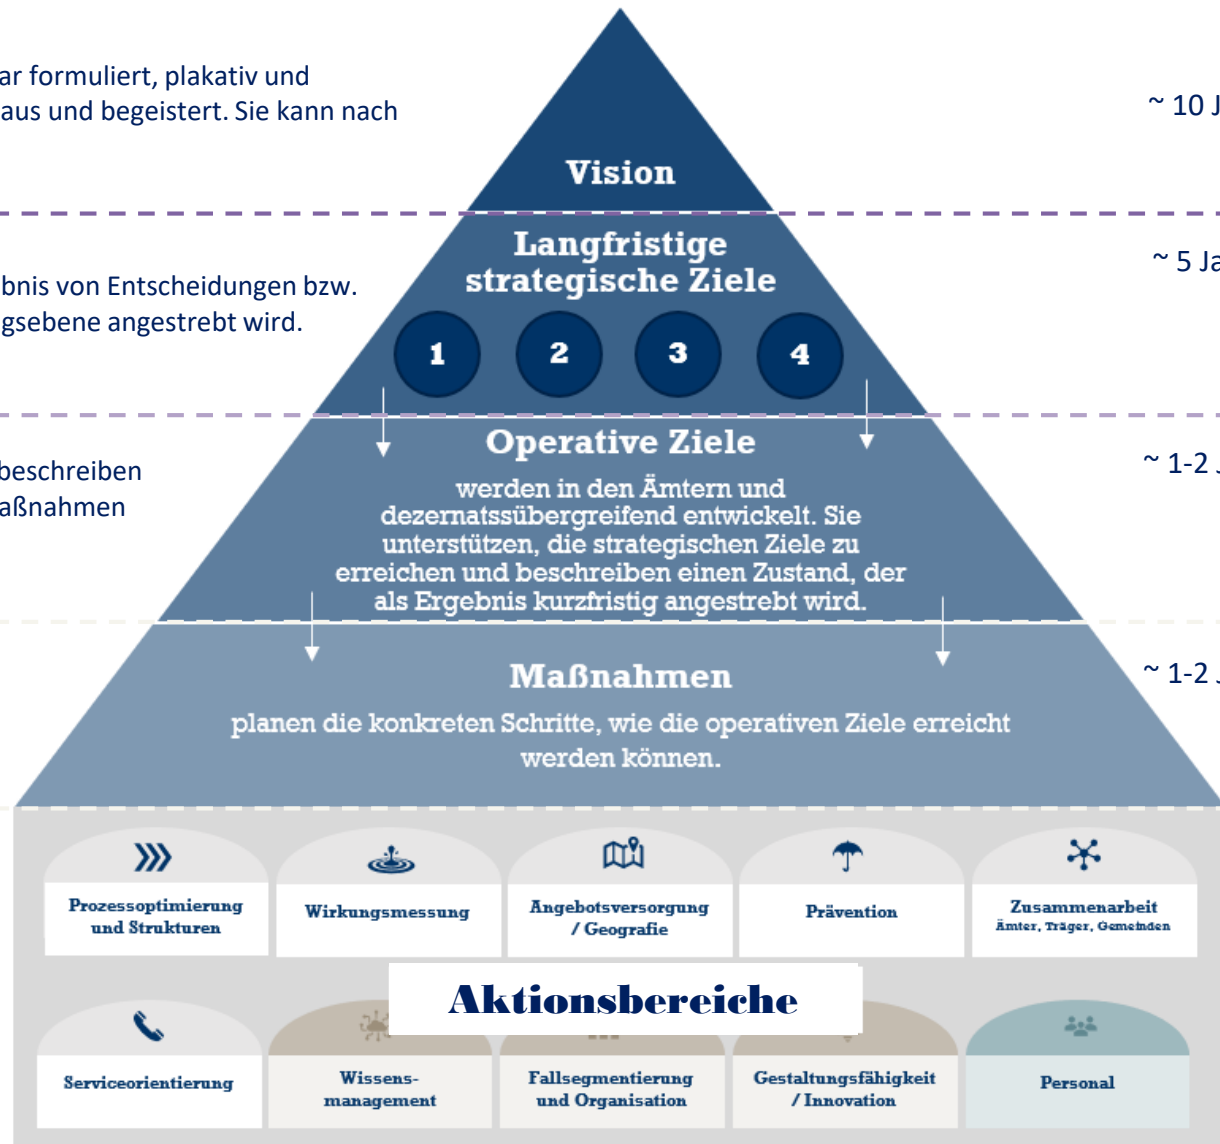 ar formuliert, plakativ und
aus und begeistert. Sie kann nach
~ 10 J
Vision
Langfristige
strategische Ziele
~ 5 Ja
bnis von Entscheidungen bzw.
gsebene angestrebt wird.
1 2 3 4
Operative Ziele
beschreiben
aßnahmen
~ 1-2 J
werden in den Ämtern und
dezernatssübergreifend entwickelt. Sie
unterstützen, die strategischen Ziele zu
erreichen und beschreiben einen Zustand, der
als Ergebnis kurzfristig angestrebt wird.
Maßnahmen
~ 1-2 J
planen die konkreten Schritte, wie die operativen Ziele erreicht
werden können.
Prozessoptimierung
und Strukturen
Wirkungsmessung
Angebotsversorgung
/ Geografie
Prävention
Zusammenarbeit
Ämter, Träger, Gemeinden
Aktionsbereiche
Serviceorientierung
Wissens-
management
Fallsegmentierung
und Organisation
Gestaltungsfähigkeit
/ Innovation
Personal